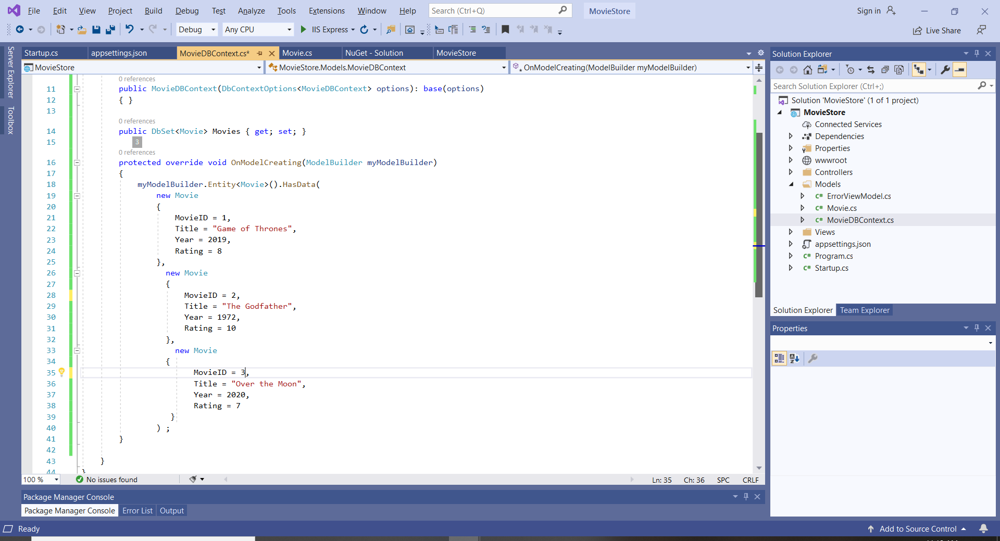 File Edit View Project Build Debug Test Analyze Tools Extensions Window Help Search (Ctrl+Q) MovieStore Sign in
Debug Any CPU IIS Express Live Share
Server Explorer
Toolbox
Startup.cs appsettings.json MovieDBContext.cs* Movie.cs NuGet - Solution MovieStore
MovieStore MovieStore.Models.MovieDBContext OnModelCreating(ModelBuilder myModelBuilder)
0 references
11 public MovieDBContext(DbContextOptions<MovieDBContext> options): base(options)
12 { }
13
0 references
14 public DbSet<Movie> Movies { get; set; }
15 3
0 references
16 protected override void OnModelCreating(ModelBuilder myModelBuilder)
17 {
18 myModelBuilder.Entity<Movie>().HasData(
19 new Movie
20 {
21 MovieID = 1,
22 Title = "Game of Thrones",
23 Year = 2019,
24 Rating = 8
25 },
26 new Movie
27 {
28 MovieID = 2,
29 Title = "The Godfather",
30 Year = 1972,
31 Rating = 10
32 },
33 new Movie
34 {
35 MovieID = 3,
36 Title = "Over the Moon",
37 Year = 2020,
38 Rating = 7
39 }
40 ) ;
41 }
42
43 }
44 }
100 % No issues found Ln: 35 Ch: 36 SPC CRLF
Package Manager Console
Package Manager Console Error List Output
Solution Explorer
Search Solution Explorer (Ctrl+;)
Solution 'MovieStore' (1 of 1 project)
MovieStore
Connected Services
Dependencies
Properties
wwwroot
Controllers
Models
C# ErrorViewModel.cs
C# Movie.cs
C# MovieDBContext.cs
Views
appsettings.json
C# Program.cs
C# Startup.cs
Solution Explorer Team Explorer
Properties
Ready Add to Source Control